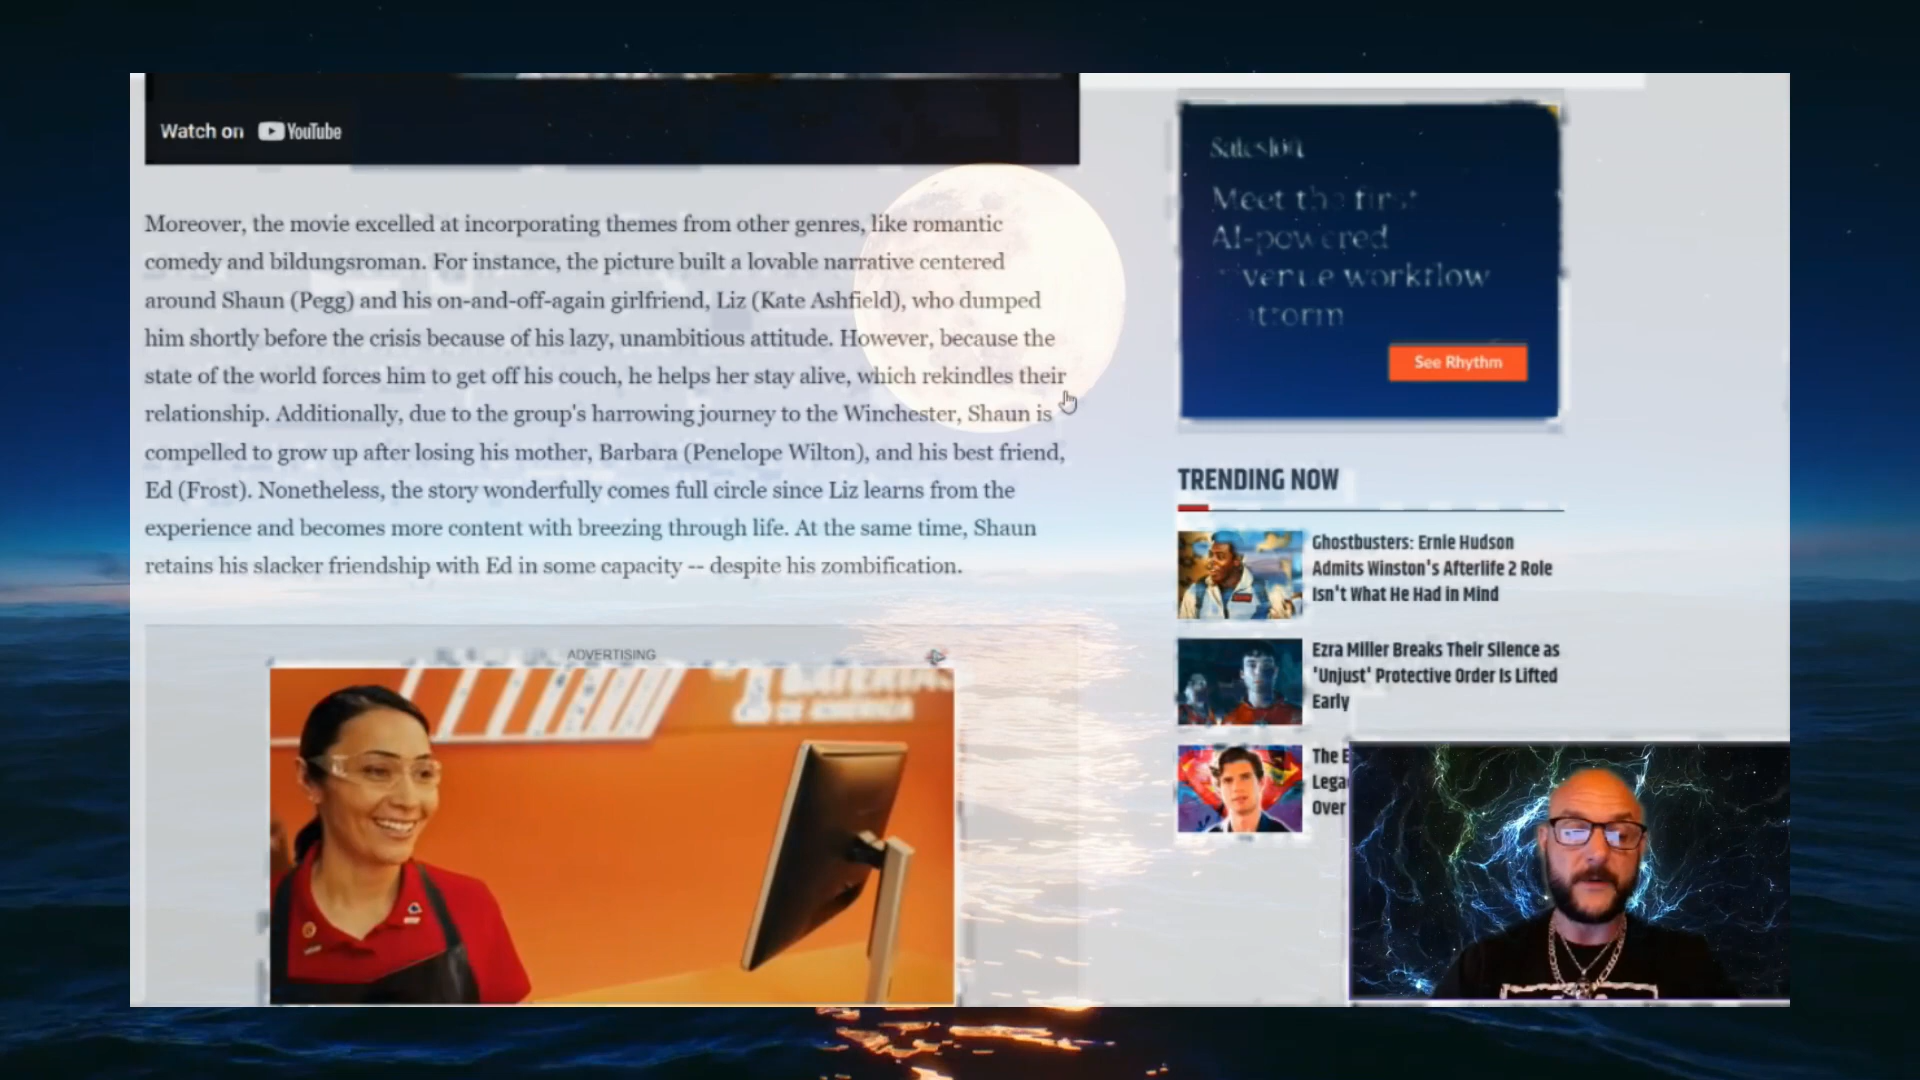 Watch on YouTube
Moreover, the movie excelled at incorporating themes from other genres, like romantic
comedy and bildungsroman. For instance, the picture built a lovable narrative centered
around Shaun (Pegg) and his on-and-off-again girlfriend, Liz (Kate Ashfield), who dumped
him shortly before the crisis because of his lazy, unambitious attitude. However, because the
state of the world forces him to get off his couch, he helps her stay alive, which rekindles their
relationship. Additionally, due to the group's harrowing journey to the Winchester, Shaun is
compelled to grow up after losing his mother, Barbara (Penelope Wilton), and his best friend,
Ed (Frost). Nonetheless, the story wonderfully comes full circle since Liz learns from the
experience and becomes more content with breezing through life. At the same time, Shaun
retains his slacker friendship with Ed in some capacity -- despite his zombification.
ADVERTISING
DE AMERICA
Meet the first
AI-powered
workflow
See Rhythm
TRENDING NOW
Ghostbusters: Ernie Hudson
Admits Winston's Afterlife 2 Role
Isn't What He Had in Mind
Ezra Miller Breaks Their Silence as
'Unjust' Protective Order Is Lifted
Early
The
Over